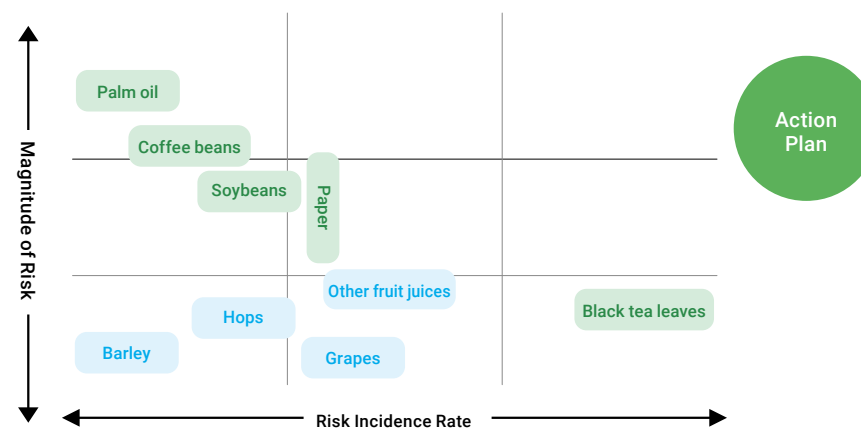 Palm oil
Coffee beans
Soybeans
Paper
Other fruit juices
Hops
Barley
Grapes
Black tea leaves
Action
Plan
Magnitude of Risk
Risk Incidence Rate